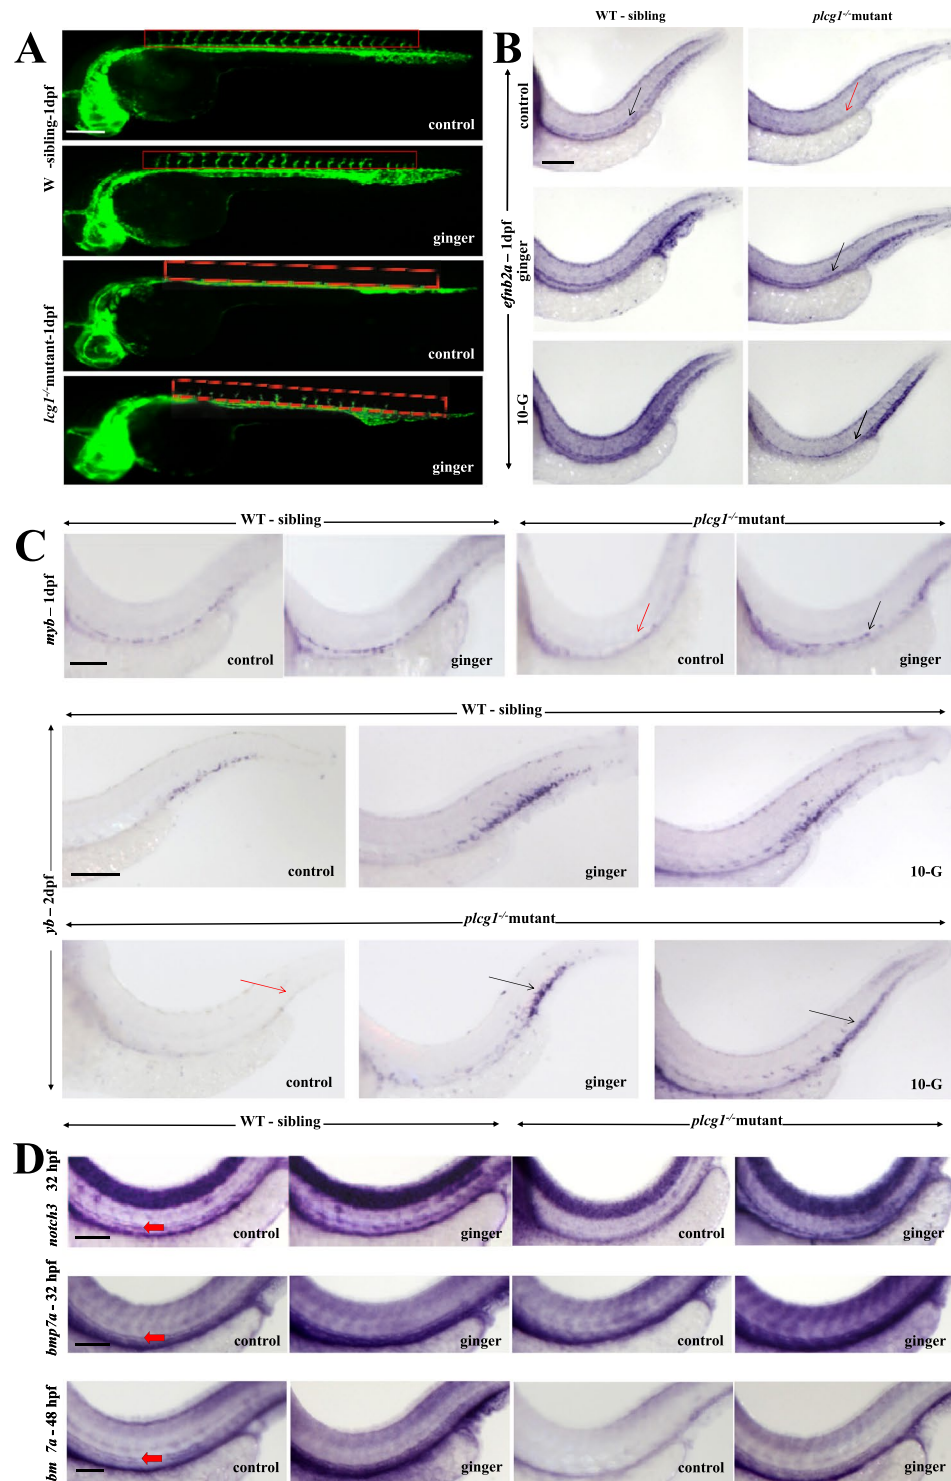 A
W -sibling-1dpf
control
ginger
lcg1-/-mutant-1dpf
control
ginger
B
WT - sibling
plcg1-/-mutant
efnb2a – 1dpf
control
ginger
10-G
C
WT - sibling
plcg1-/-mutant
myb – 1dpf
control
ginger
control
ginger
WT - sibling
yb – 2dpf
control
ginger
10-G
plcg1-/-mutant
control
ginger
10-G
D
WT - sibling
plcg1-/-mutant
notch3 32 hpf
control
ginger
control
ginger
bmp7a - 32 hpf
control
ginger
control
ginger
bm 7a - 48 hpf
control
ginger
control
ginger